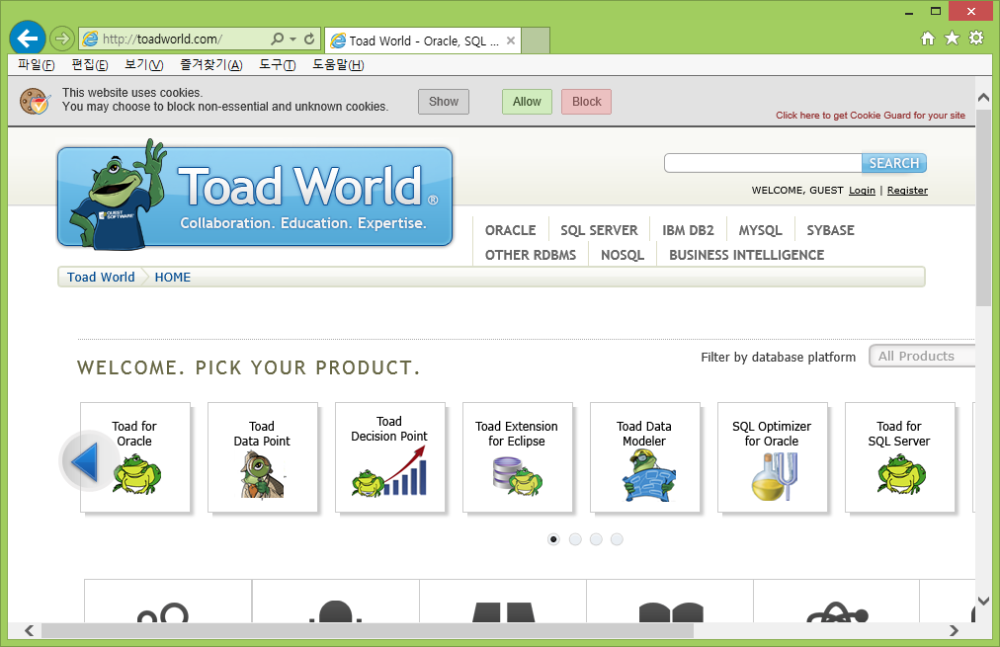 http://toadworld.com/
Toad World - Oracle, SQL ...
파일(F) 편집(E) 보기(V) 즐겨찾기(A) 도구(T) 도움말(H)
This website uses cookies.
You may choose to block non-essential and unknown cookies.
Show
Allow
Block
Click here to get Cookie Guard for your site
QUEST SOFTWARE
Toad World®
Collaboration. Education. Expertise.
SEARCH
WELCOME, GUEST Login | Register
ORACLE SQL SERVER IBM DB2 MYSQL SYBASE
OTHER RDBMS NOSQL BUSINESS INTELLIGENCE
Toad World HOME
WELCOME. PICK YOUR PRODUCT.
Filter by database platform
All Products
Toad for
Oracle
Toad
Data Point
Toad
Decision Point
Toad Extension
for Eclipse
Toad Data
Modeler
SQL Optimizer
for Oracle
Toad for
SQL Server